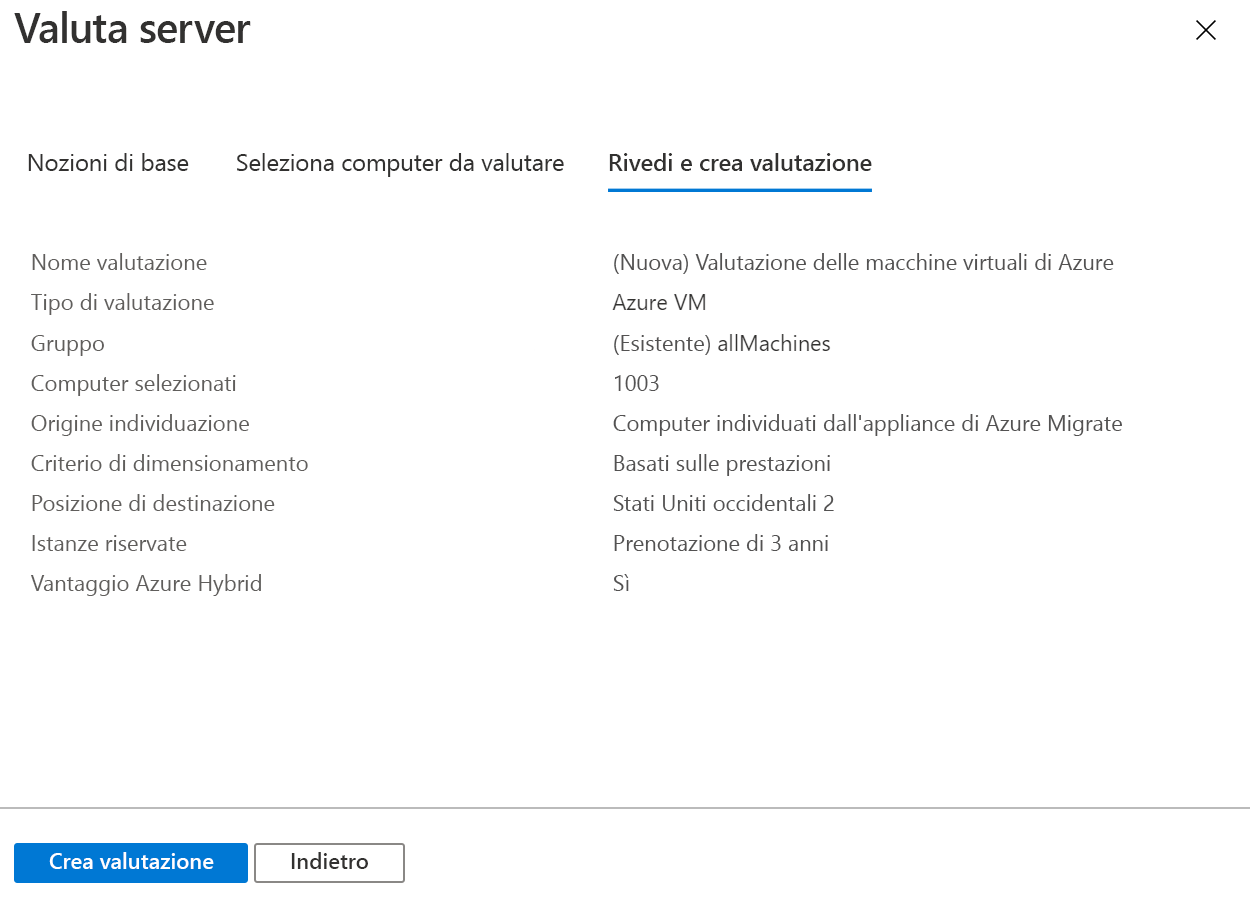 Valuta server
Nozioni di base Seleziona computer da valutare Rivedi e crea valutazione
Nome valutazione (Nuova) Valutazione delle macchine virtuali di Azure
Tipo di valutazione Azure VM
Gruppo (Esistente) allMachines
Computer selezionati 1003
Origine individuazione Computer individuati dall'appliance di Azure Migrate
Criterio di dimensionamento Basati sulle prestazioni
Posizione di destinazione Stati Uniti occidentali 2
Istanze riservate Prenotazione di 3 anni
Vantaggio Azure Hybrid Sì
Crea valutazione Indietro